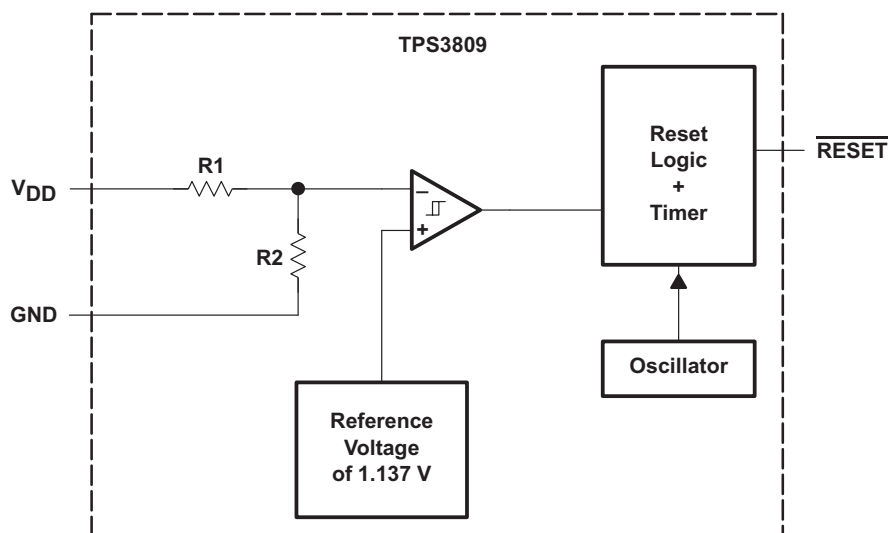 TPS3809
Reset
Logic
+
Timer
RESET
R1
VDD
–
+
R2
GND
Oscillator
Reference
Voltage
of 1.137 V